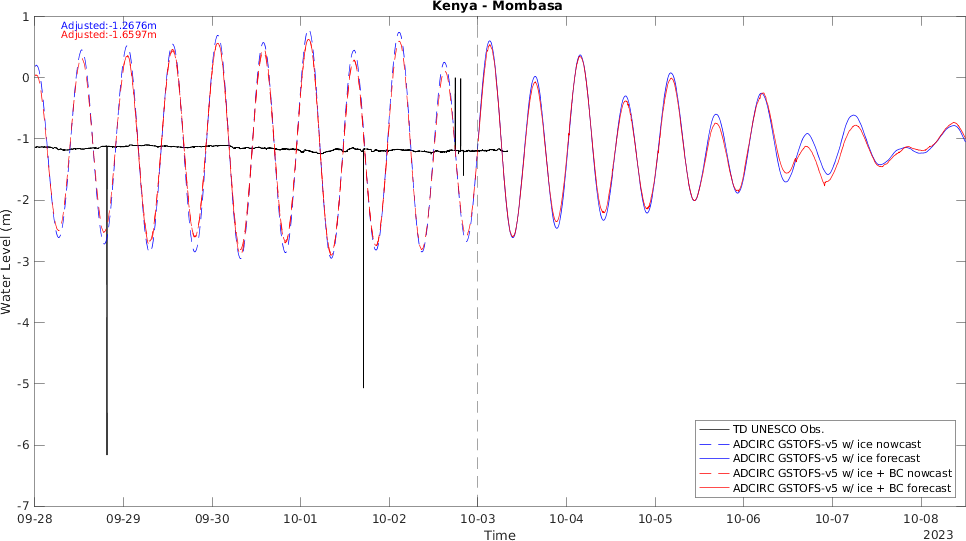 Kenya - Mombasa
Adjusted:-1.2676m
Adjusted:-1.6597m
1
0
-1
-2
-3
-4
-5
-6
-7
Water Level (m)
TD UNESCO Obs.
ADCIRC GSTOFS-v5 w/ ice nowcast
ADCIRC GSTOFS-v5 w/ ice forecast
ADCIRC GSTOFS-v5 w/ ice + BC nowcast
ADCIRC GSTOFS-v5 w/ ice + BC forecast
09-28 09-29 09-30 10-01 10-02 10-03 10-04 10-05 10-06 10-07 10-08
Time
2023